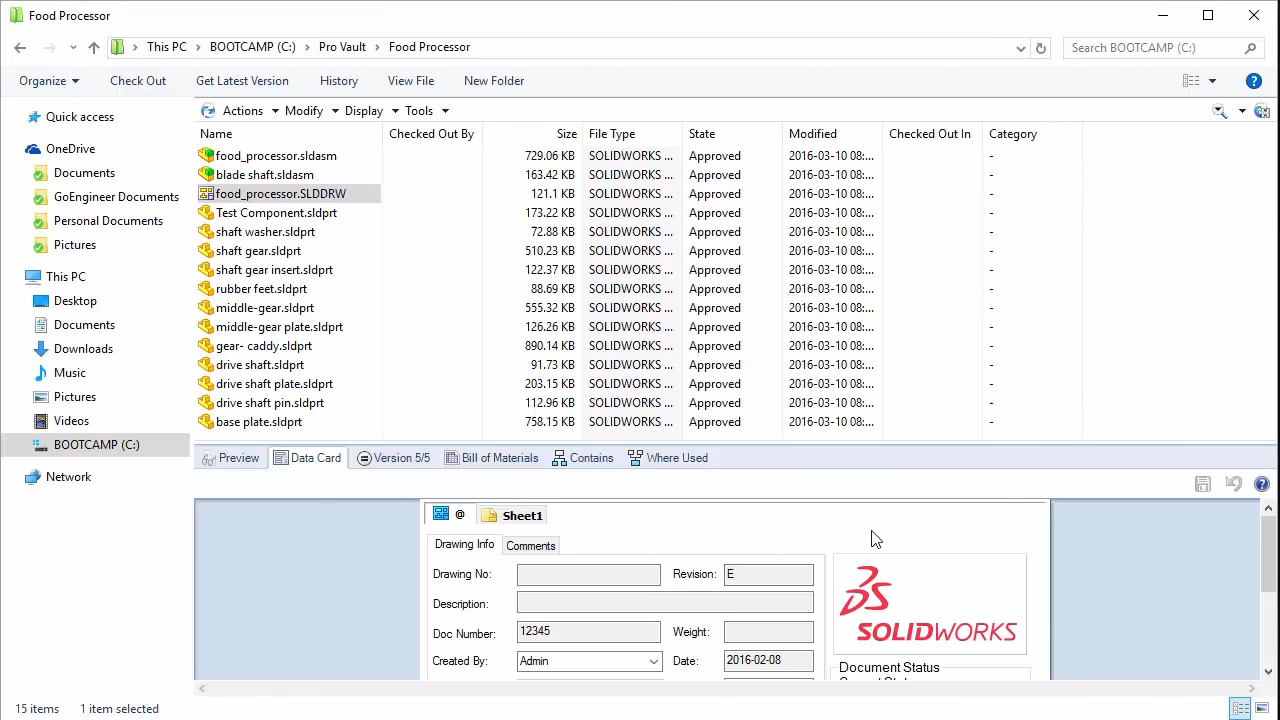 Food Processor
This PC > BOOTCAMP (C:) > Pro Vault > Food Processor
Search BOOTCAMP (C:)
Organize Check Out Get Latest Version History View File New Folder
Quick access
OneDrive
Documents
GoEngineer Documents
Personal Documents
Pictures
This PC
Desktop
Documents
Downloads
Music
Pictures
Videos
BOOTCAMP (C:)
Network
Actions Modify Display Tools
Name Checked Out By Size File Type State Modified Checked Out In Category
food_processor.sldasm 729.06 KB SOLIDWORKS ... Approved 2016-03-10 08:... -
blade shaft.sldasm 163.42 KB SOLIDWORKS ... Approved 2016-03-10 08:... -
food_processor.SLDDRW 121.1 KB SOLIDWORKS ... Approved 2016-03-10 08:... -
Test Component.sldprt 173.22 KB SOLIDWORKS ... Approved 2016-03-10 08:... -
shaft washer.sldprt 72.88 KB SOLIDWORKS ... Approved 2016-03-10 08:... -
shaft gear.sldprt 510.23 KB SOLIDWORKS ... Approved 2016-03-10 08:... -
shaft gear insert.sldprt 122.37 KB SOLIDWORKS ... Approved 2016-03-10 08:... -
rubber feet.sldprt 88.69 KB SOLIDWORKS ... Approved 2016-03-10 08:... -
middle-gear.sldprt 555.32 KB SOLIDWORKS ... Approved 2016-03-10 08:... -
middle-gear plate.sldprt 126.26 KB SOLIDWORKS ... Approved 2016-03-10 08:... -
gear- caddy.sldprt 890.14 KB SOLIDWORKS ... Approved 2016-03-10 08:... -
drive shaft.sldprt 91.73 KB SOLIDWORKS ... Approved 2016-03-10 08:... -
drive shaft plate.sldprt 203.15 KB SOLIDWORKS ... Approved 2016-03-10 08:... -
drive shaft pin.sldprt 112.96 KB SOLIDWORKS ... Approved 2016-03-10 08:... -
base plate.sldprt 758.15 KB SOLIDWORKS ... Approved 2016-03-10 08:... -
Preview Data Card Version 5/5 Bill of Materials Contains Where Used
@ Sheet1
Drawing Info Comments
Drawing No: Revision: E
Description:
Doc Number: 12345 Weight:
Created By: Admin Date: 2016-02-08
SOLIDWORKS
Document Status
15 items 1 item selected